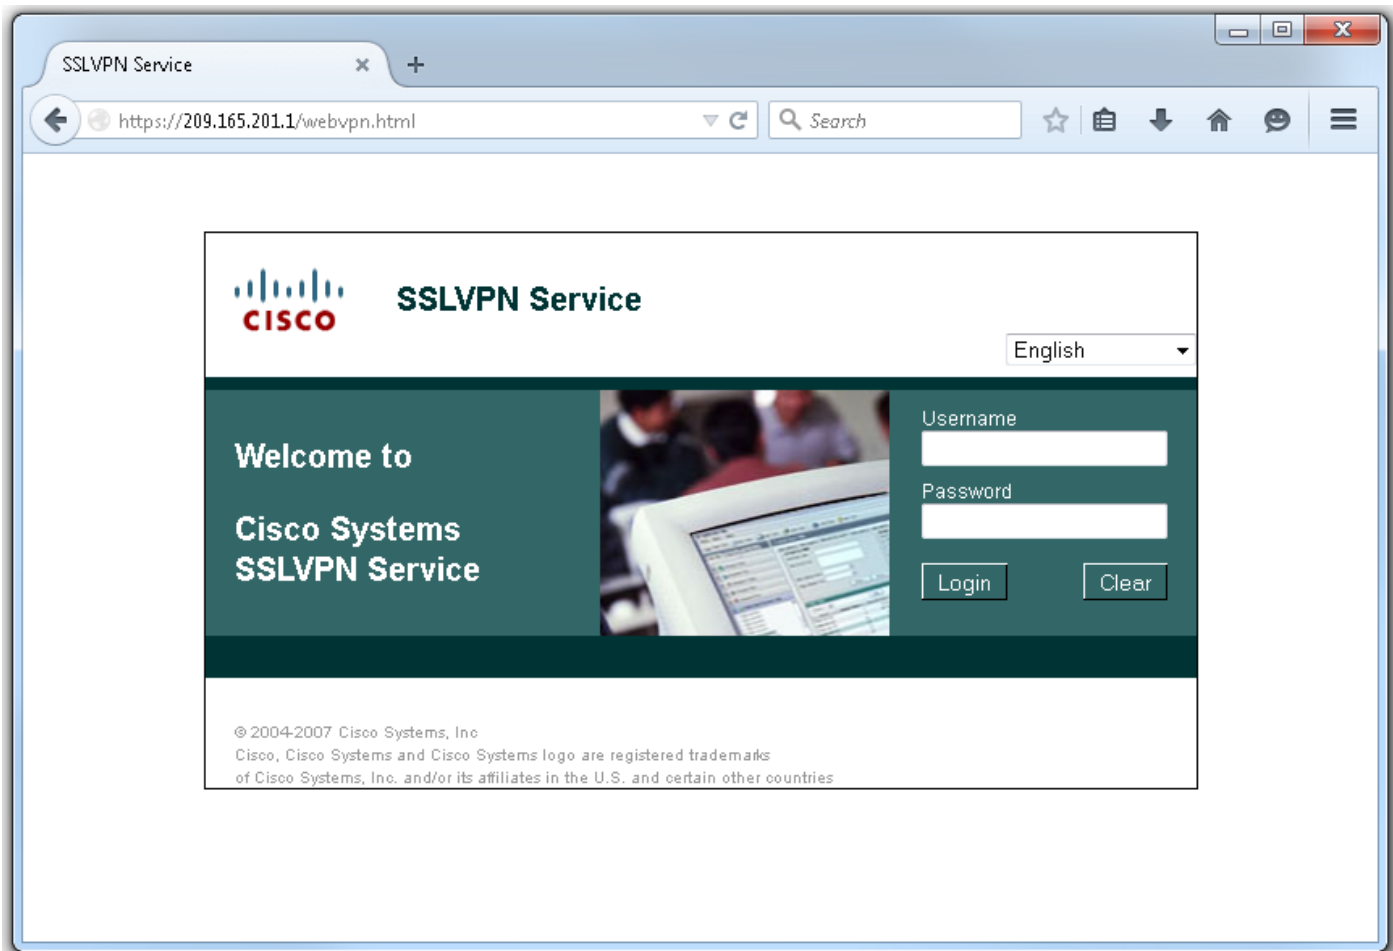 SSLVPN Service
https://209.165.201.1/webvpn.html
Search
CISCO
SSLVPN Service
English
Welcome to
Cisco Systems
SSLVPN Service
Username
Password
Login
Clear
© 2004-2007 Cisco Systems, Inc
Cisco, Cisco Systems and Cisco Systems logo are registered trademarks
of Cisco Systems, Inc. and/or its affiliates in the U.S. and certain other countries